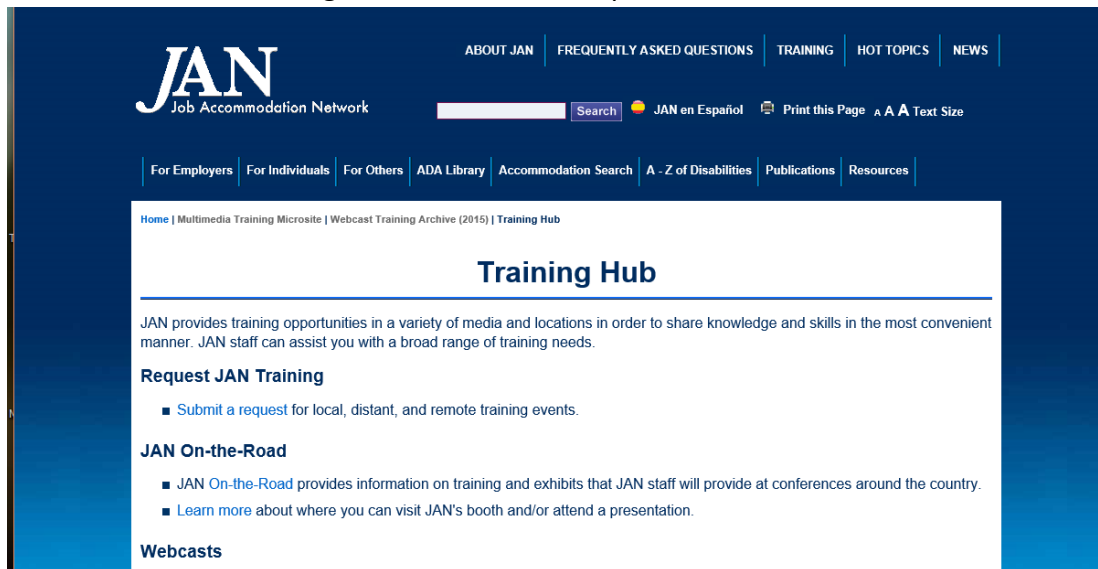 ABOUT JAN FREQUENTLY ASKED QUESTIONS TRAINING HOT TOPICS NEWS
JAN
Job Accommodation Network
Search JAN en Español Print this Page A A A Text Size
For Employers For Individuals For Others ADA Library Accommodation Search A - Z of Disabilities Publications Resources
Home | Multimedia Training Microsite | Webcast Training Archive (2015) | Training Hub
Training Hub
JAN provides training opportunities in a variety of media and locations in order to share knowledge and skills in the most convenient
manner. JAN staff can assist you with a broad range of training needs.
Request JAN Training
■ Submit a request for local, distant, and remote training events.
JAN On-the-Road
■ JAN On-the-Road provides information on training and exhibits that JAN staff will provide at conferences around the country.
■ Learn more about where you can visit JAN's booth and/or attend a presentation.
Webcasts